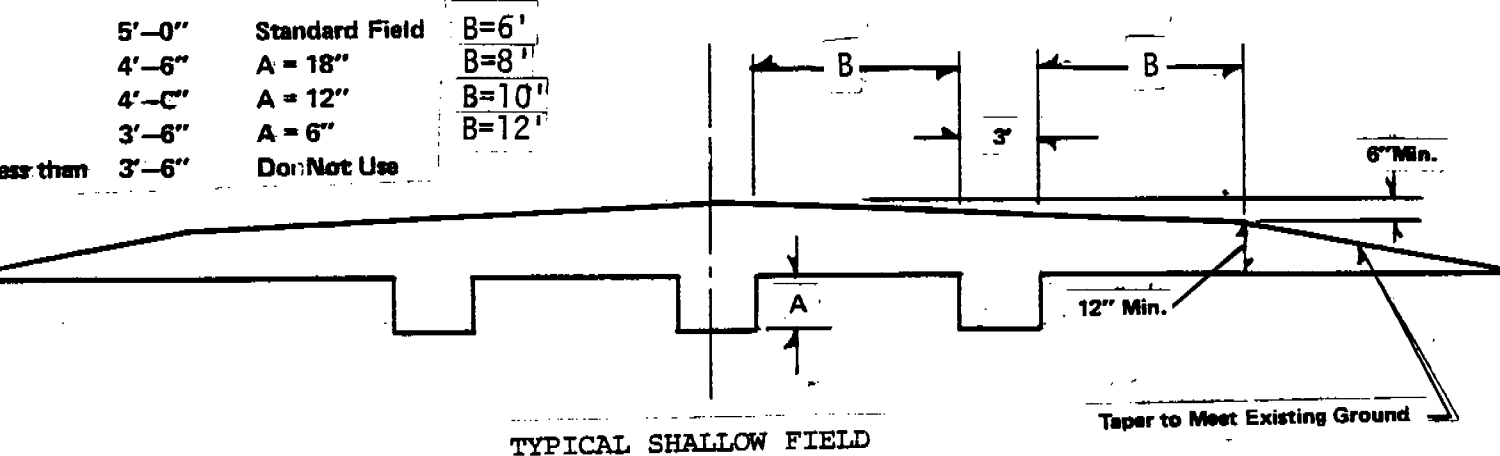 5'–0" Standard Field B=6'
4'–6" A = 18" B=8'
4'–0" A = 12" B=10'
3'–6" A = 6" B=12'
ess than 3'–6" Do Not Use
B
B
3'
6" Min.
A
12" Min.
Taper to Meet Existing Ground
TYPICAL SHALLOW FIELD